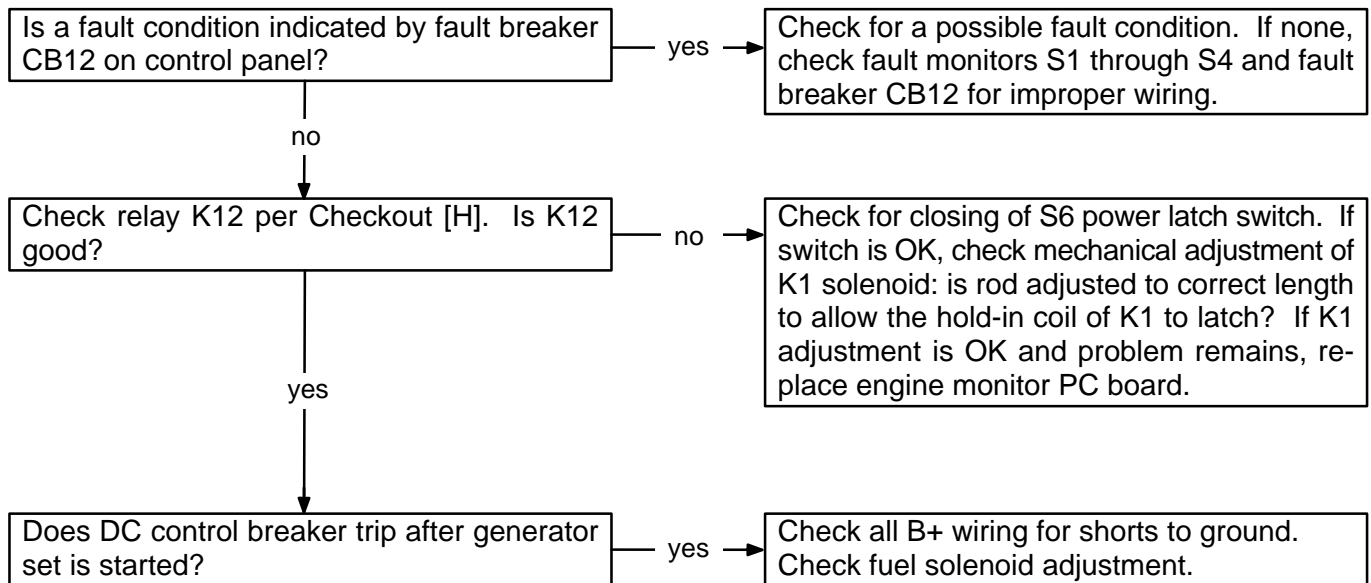 Is a fault condition indicated by fault breaker
CB12 on control panel?
yes
Check for a possible fault condition. If none,
check fault monitors S1 through S4 and fault
breaker CB12 for improper wiring.
no
Check relay K12 per Checkout [H]. Is K12
good?
no
Check for closing of S6 power latch switch. If
switch is OK, check mechanical adjustment of
K1 solenoid: is rod adjusted to correct length
to allow the hold-in coil of K1 to latch? If K1
adjustment is OK and problem remains, re-
place engine monitor PC board.
yes
Does DC control breaker trip after generator
set is started?
yes
Check all B+ wiring for shorts to ground.
Check fuel solenoid adjustment.